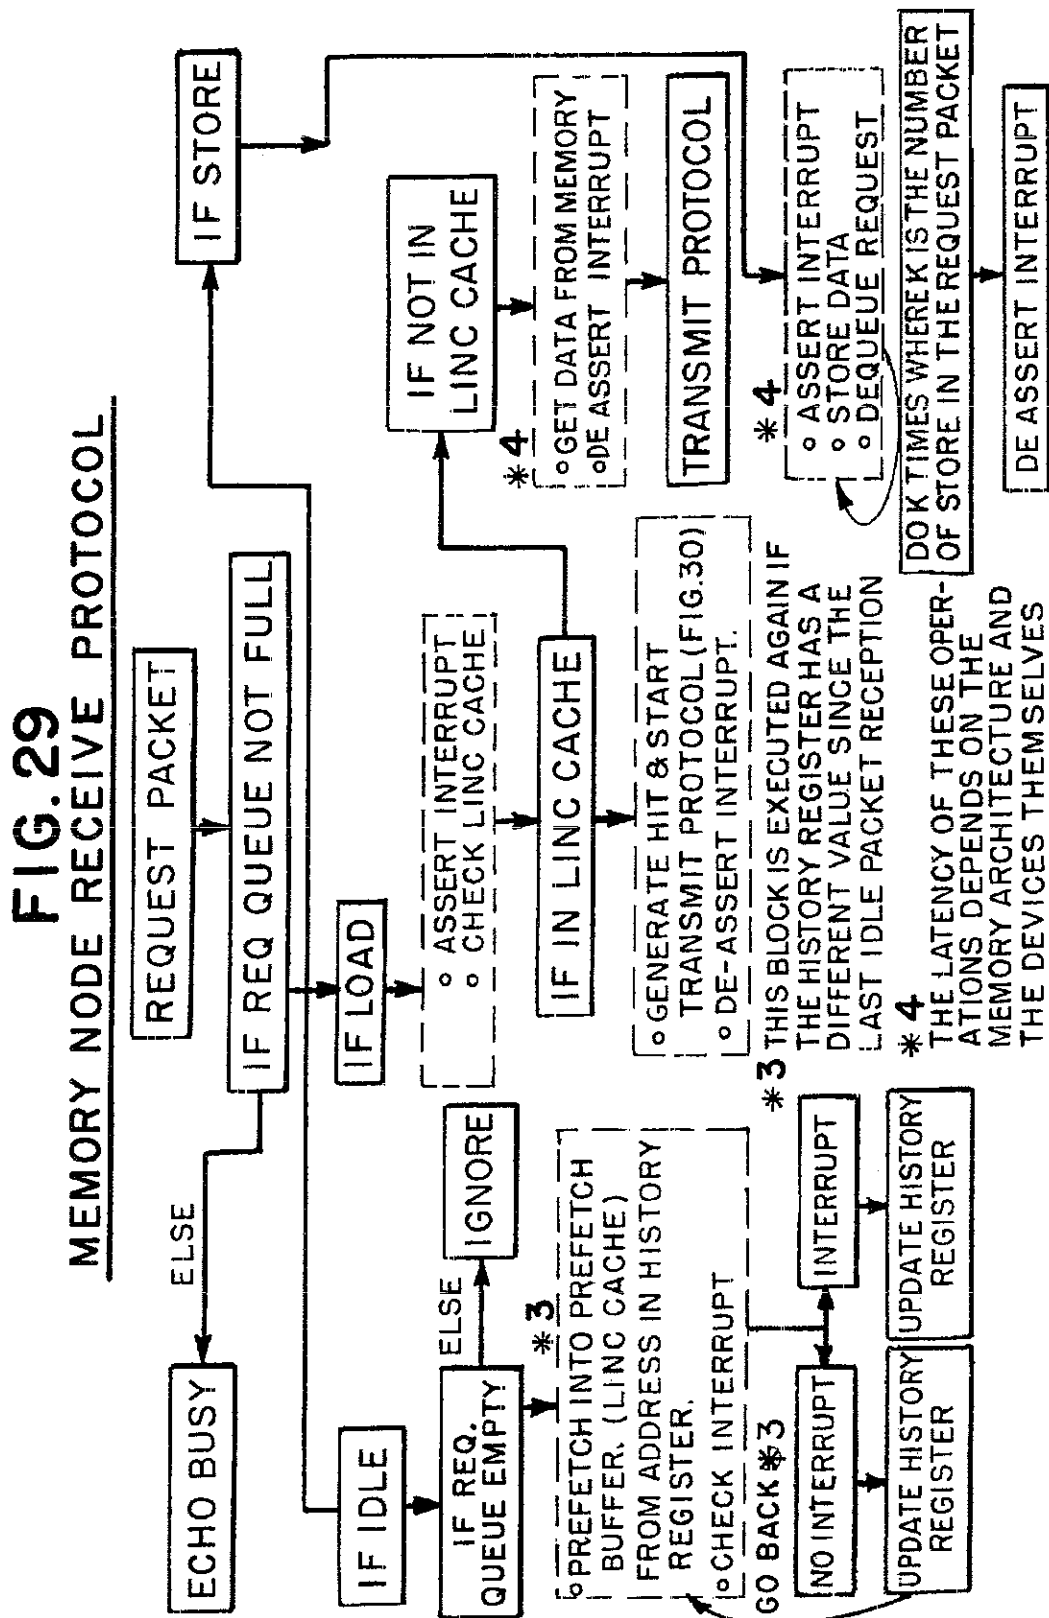 FIG. 29
MEMORY NODE RECEIVE PROTOCOL
REQUEST PACKET
IF REQ QUEUE NOT FULL
ELSE
ECHO BUSY
IF IDLE
IF LOAD
IF STORE
IF REQ.
QUEUE EMPTY
ELSE
IGNORE
*3
○ PREFETCH INTO PREFETCH
BUFFER. (LINC CACHE)
FROM ADDRESS IN HISTORY
REGISTER.
○ CHECK INTERRUPT
GO BACK *3
NO INTERRUPT
INTERRUPT
UPDATE HISTORY
REGISTER
UPDATE HISTORY
REGISTER
○ ASSERT INTERRUPT
○ CHECK LINC CACHE
IF IN LINC CACHE
○ GENERATE HIT & START
TRANSMIT PROTOCOL (FIG. 30)
○ DE-ASSERT INTERRUPT.
IF NOT IN
LINC CACHE
*4
○ GET DATA FROM MEMORY
○ DE ASSERT INTERRUPT
TRANSMIT PROTOCOL
*4
○ ASSERT INTERRUPT
○ STORE DATA
○ DEQUEUE REQUEST
DO K TIMES WHERE K IS THE NUMBER
OF STORE IN THE REQUEST PACKET
DE ASSERT INTERRUPT
*3 THIS BLOCK IS EXECUTED AGAIN IF
THE HISTORY REGISTER HAS A
DIFFERENT VALUE SINCE THE
LAST IDLE PACKET RECEPTION
*4
THE LATENCY OF THESE OPER-
ATIONS DEPENDS ON THE
MEMORY ARCHITECTURE AND
THE DEVICES THEMSELVES